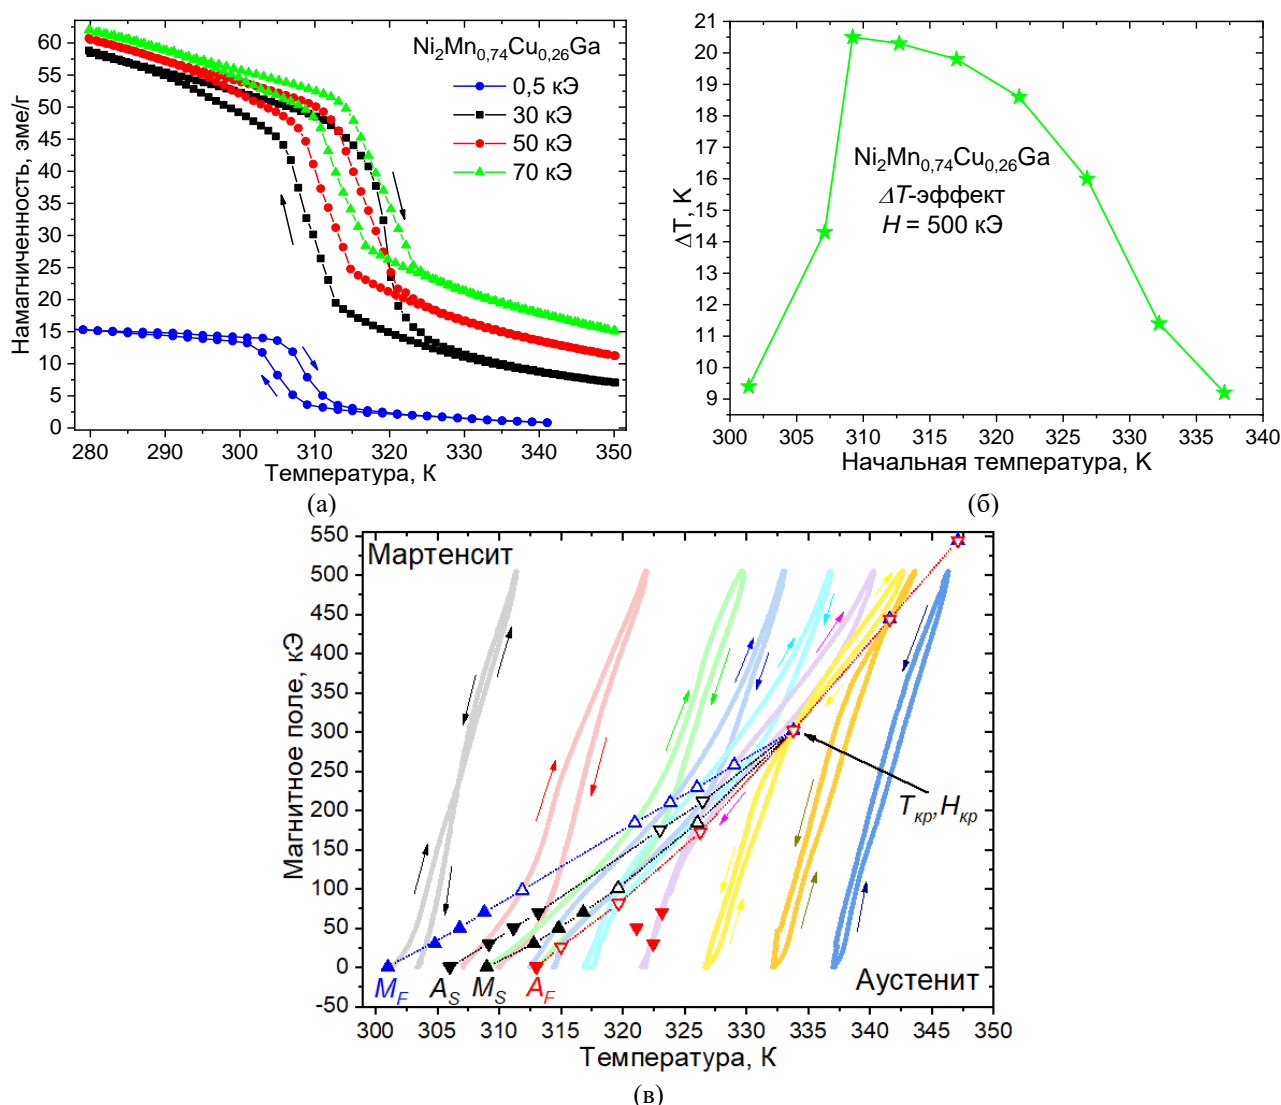 Намагниченность, эме/г
60
55
50
45
40
35
30
25
20
15
10
5
0
280 290 300 310 320 330 340 350
Температура, К
Ni2Mn0,74Cu0,26Ga
0,5 кЭ
30 кЭ
50 кЭ
70 кЭ
(а)
ΔT, K
21
20
19
18
17
16
15
14
13
12
11
10
9
300 305 310 315 320 325 330 335 340
Начальная температура, К
Ni2Mn0,74Cu0,26Ga
ΔT-эффект
H = 500 кЭ
(б)
Магнитное поле, кЭ
550
500
450
400
350
300
250
200
150
100
50
0
-50
300 305 310 315 320 325 330 335 340 345 350
Температура, К
Мартенсит
Tкр, Hкр
Аустенит
MF AS MS AF
(в)